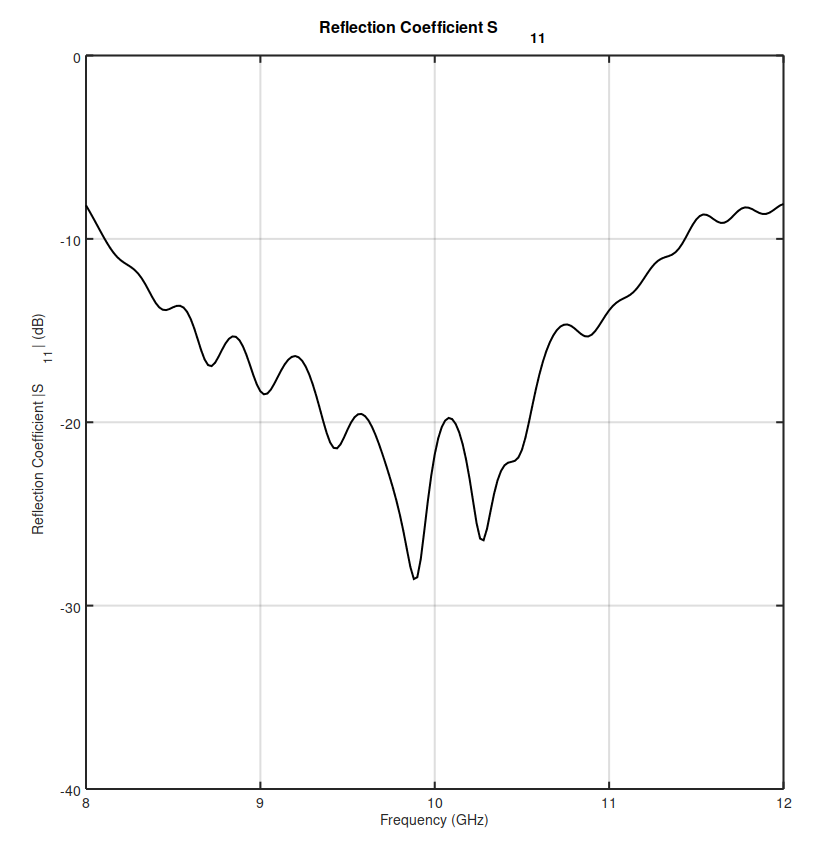 Reflection Coefficient S 11
0
-10
-20
-30
-40
Reflection Coefficient |S 11 | (dB)
8 9 10 11 12
Frequency (GHz)